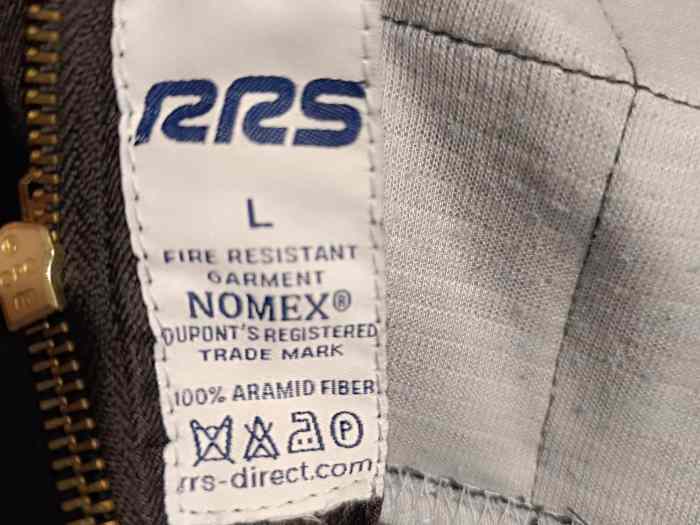 RRS
L
FIRE RESISTANT
GARMENT
NOMEX®
DUPONT'S REGISTERED
TRADE MARK
100% ARAMID FIBER
P
rrs-direct.com